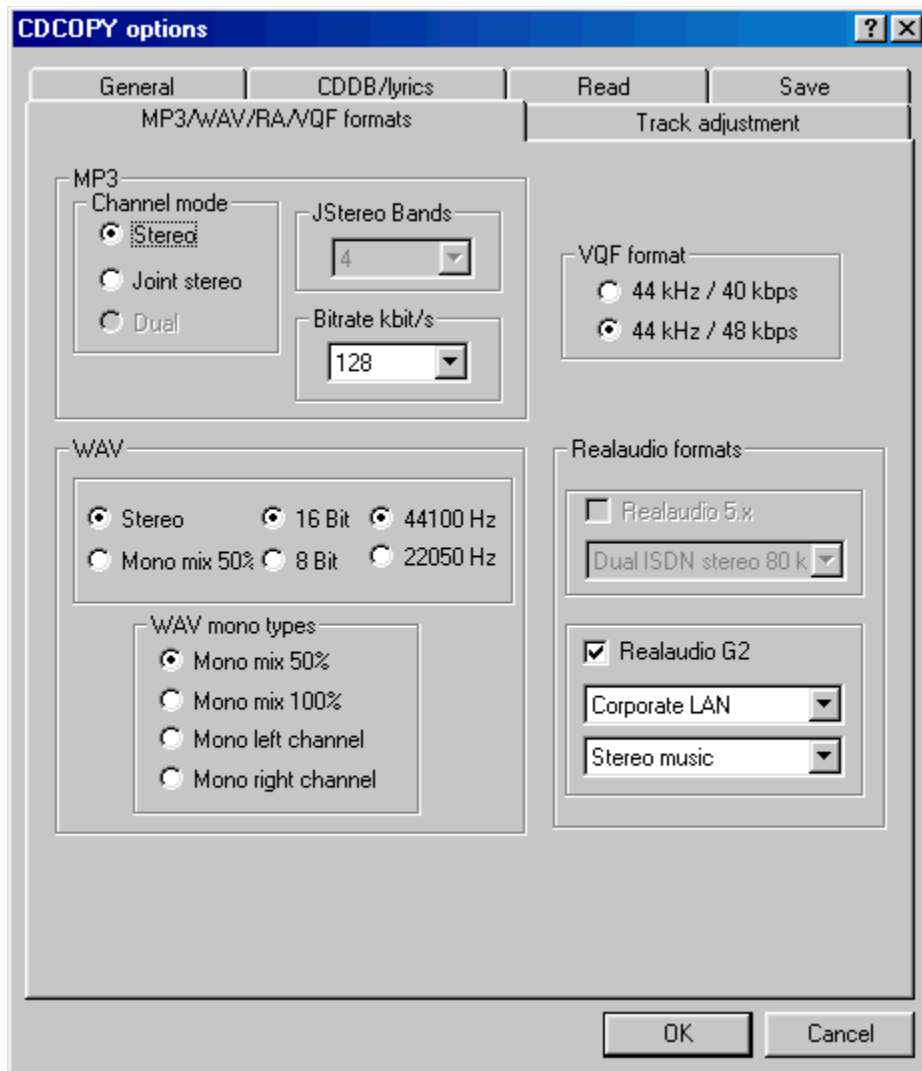 CDCOPY options
General CDDB/lyrics Read Save
MP3/WAV/RA/VQF formats Track adjustment
MP3
Channel mode
Stereo
Joint stereo
Dual
JStereo Bands
4
Bitrate kbit/s
128
VQF format
44 kHz / 40 kbps
44 kHz / 48 kbps
WAV
Stereo 16 Bit 44100 Hz
Mono mix 50% 8 Bit 22050 Hz
WAV mono types
Mono mix 50%
Mono mix 100%
Mono left channel
Mono right channel
Realaudio formats
Realaudio 5.x
Dual ISDN stereo 80 k
Realaudio G2
Corporate LAN
Stereo music
OK Cancel